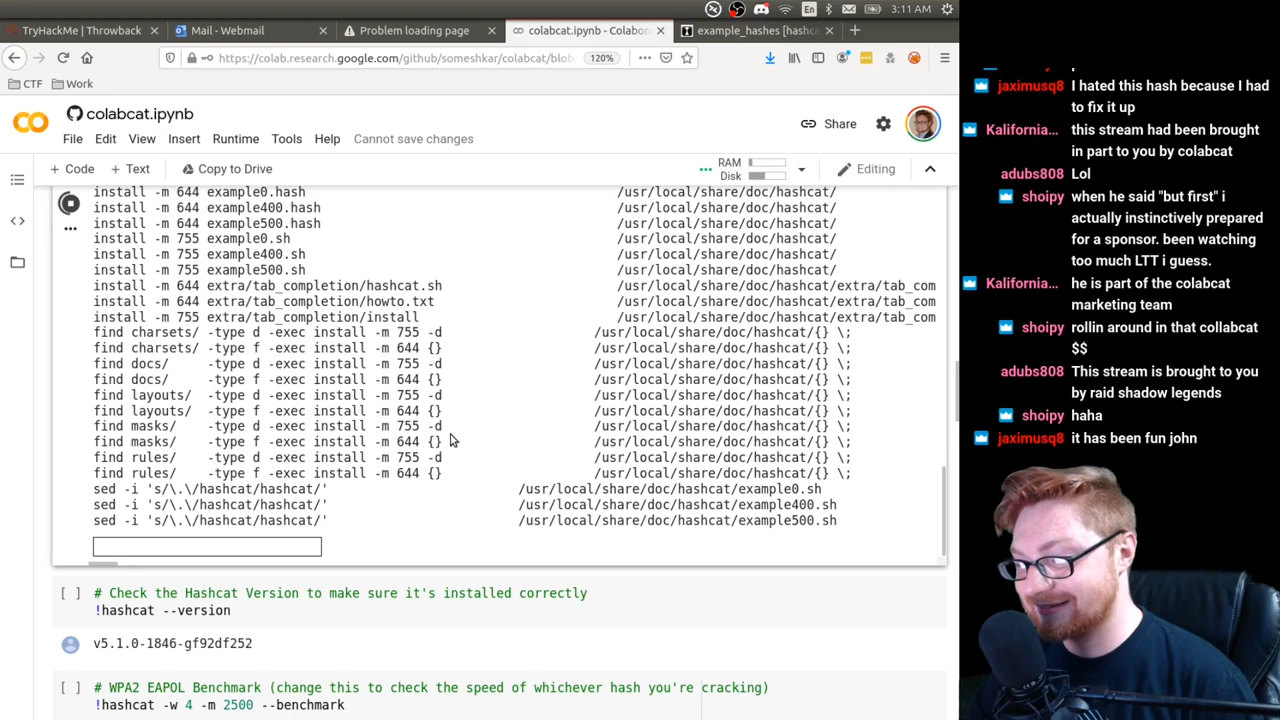 En
3:11 AM
TryHackMe | Throwback
Mail - Webmail
Problem loading page
colabcat.ipynb - Colabor
example_hashes [hashcat
https://colab.research.google.com/github/someshkar/colabcat/blob
120%
CTF
Work
colabcat.ipynb
File Edit View Insert Runtime Tools Help Cannot save changes
Share
+ Code + Text Copy to Drive
RAM
Disk
Editing
install -m 644 example0.hash /usr/local/share/doc/hashcat/
install -m 644 example400.hash /usr/local/share/doc/hashcat/
install -m 644 example500.hash /usr/local/share/doc/hashcat/
install -m 755 example0.sh /usr/local/share/doc/hashcat/
install -m 755 example400.sh /usr/local/share/doc/hashcat/
install -m 755 example500.sh /usr/local/share/doc/hashcat/
install -m 644 extra/tab_completion/hashcat.sh /usr/local/share/doc/hashcat/extra/tab_com
install -m 644 extra/tab_completion/howto.txt /usr/local/share/doc/hashcat/extra/tab_com
install -m 755 extra/tab_completion/install /usr/local/share/doc/hashcat/extra/tab_com
find charsets/ -type d -exec install -m 755 -d /usr/local/share/doc/hashcat/{} \;
find charsets/ -type f -exec install -m 644 {} /usr/local/share/doc/hashcat/{} \;
find docs/ -type d -exec install -m 755 -d /usr/local/share/doc/hashcat/{} \;
find docs/ -type f -exec install -m 644 {} /usr/local/share/doc/hashcat/{} \;
find layouts/ -type d -exec install -m 755 -d /usr/local/share/doc/hashcat/{} \;
find layouts/ -type f -exec install -m 644 {} /usr/local/share/doc/hashcat/{} \;
find masks/ -type d -exec install -m 755 -d /usr/local/share/doc/hashcat/{} \;
find masks/ -type f -exec install -m 644 {} /usr/local/share/doc/hashcat/{} \;
find rules/ -type d -exec install -m 755 -d /usr/local/share/doc/hashcat/{} \;
find rules/ -type f -exec install -m 644 {} /usr/local/share/doc/hashcat/{} \;
sed -i 's/\.\/hashcat/hashcat/' /usr/local/share/doc/hashcat/example0.sh
sed -i 's/\.\/hashcat/hashcat/' /usr/local/share/doc/hashcat/example400.sh
sed -i 's/\.\/hashcat/hashcat/' /usr/local/share/doc/hashcat/example500.sh
[ ] # Check the Hashcat Version to make sure it's installed correctly
!hashcat --version
v5.1.0-1846-gf92df252
[ ] # WPA2 EAPOL Benchmark (change this to check the speed of whichever hash you're cracking)
!hashcat -w 4 -m 2500 --benchmark
jaximusq8 I hated this hash because I had
to fix it up
Kalifornia... this stream had been brought
in part to you by colabcat
adubs808 Lol
shoipy when he said "but first" i
actually instinctively prepared
for a sponsor. been watching
too much LTT i guess.
Kalifornia... he is part of the colabcat
marketing team
shoipy rollin around in that collabcat
$$
adubs808 This stream is brought to you
by raid shadow legends
shoipy haha
jaximusq8 it has been fun john